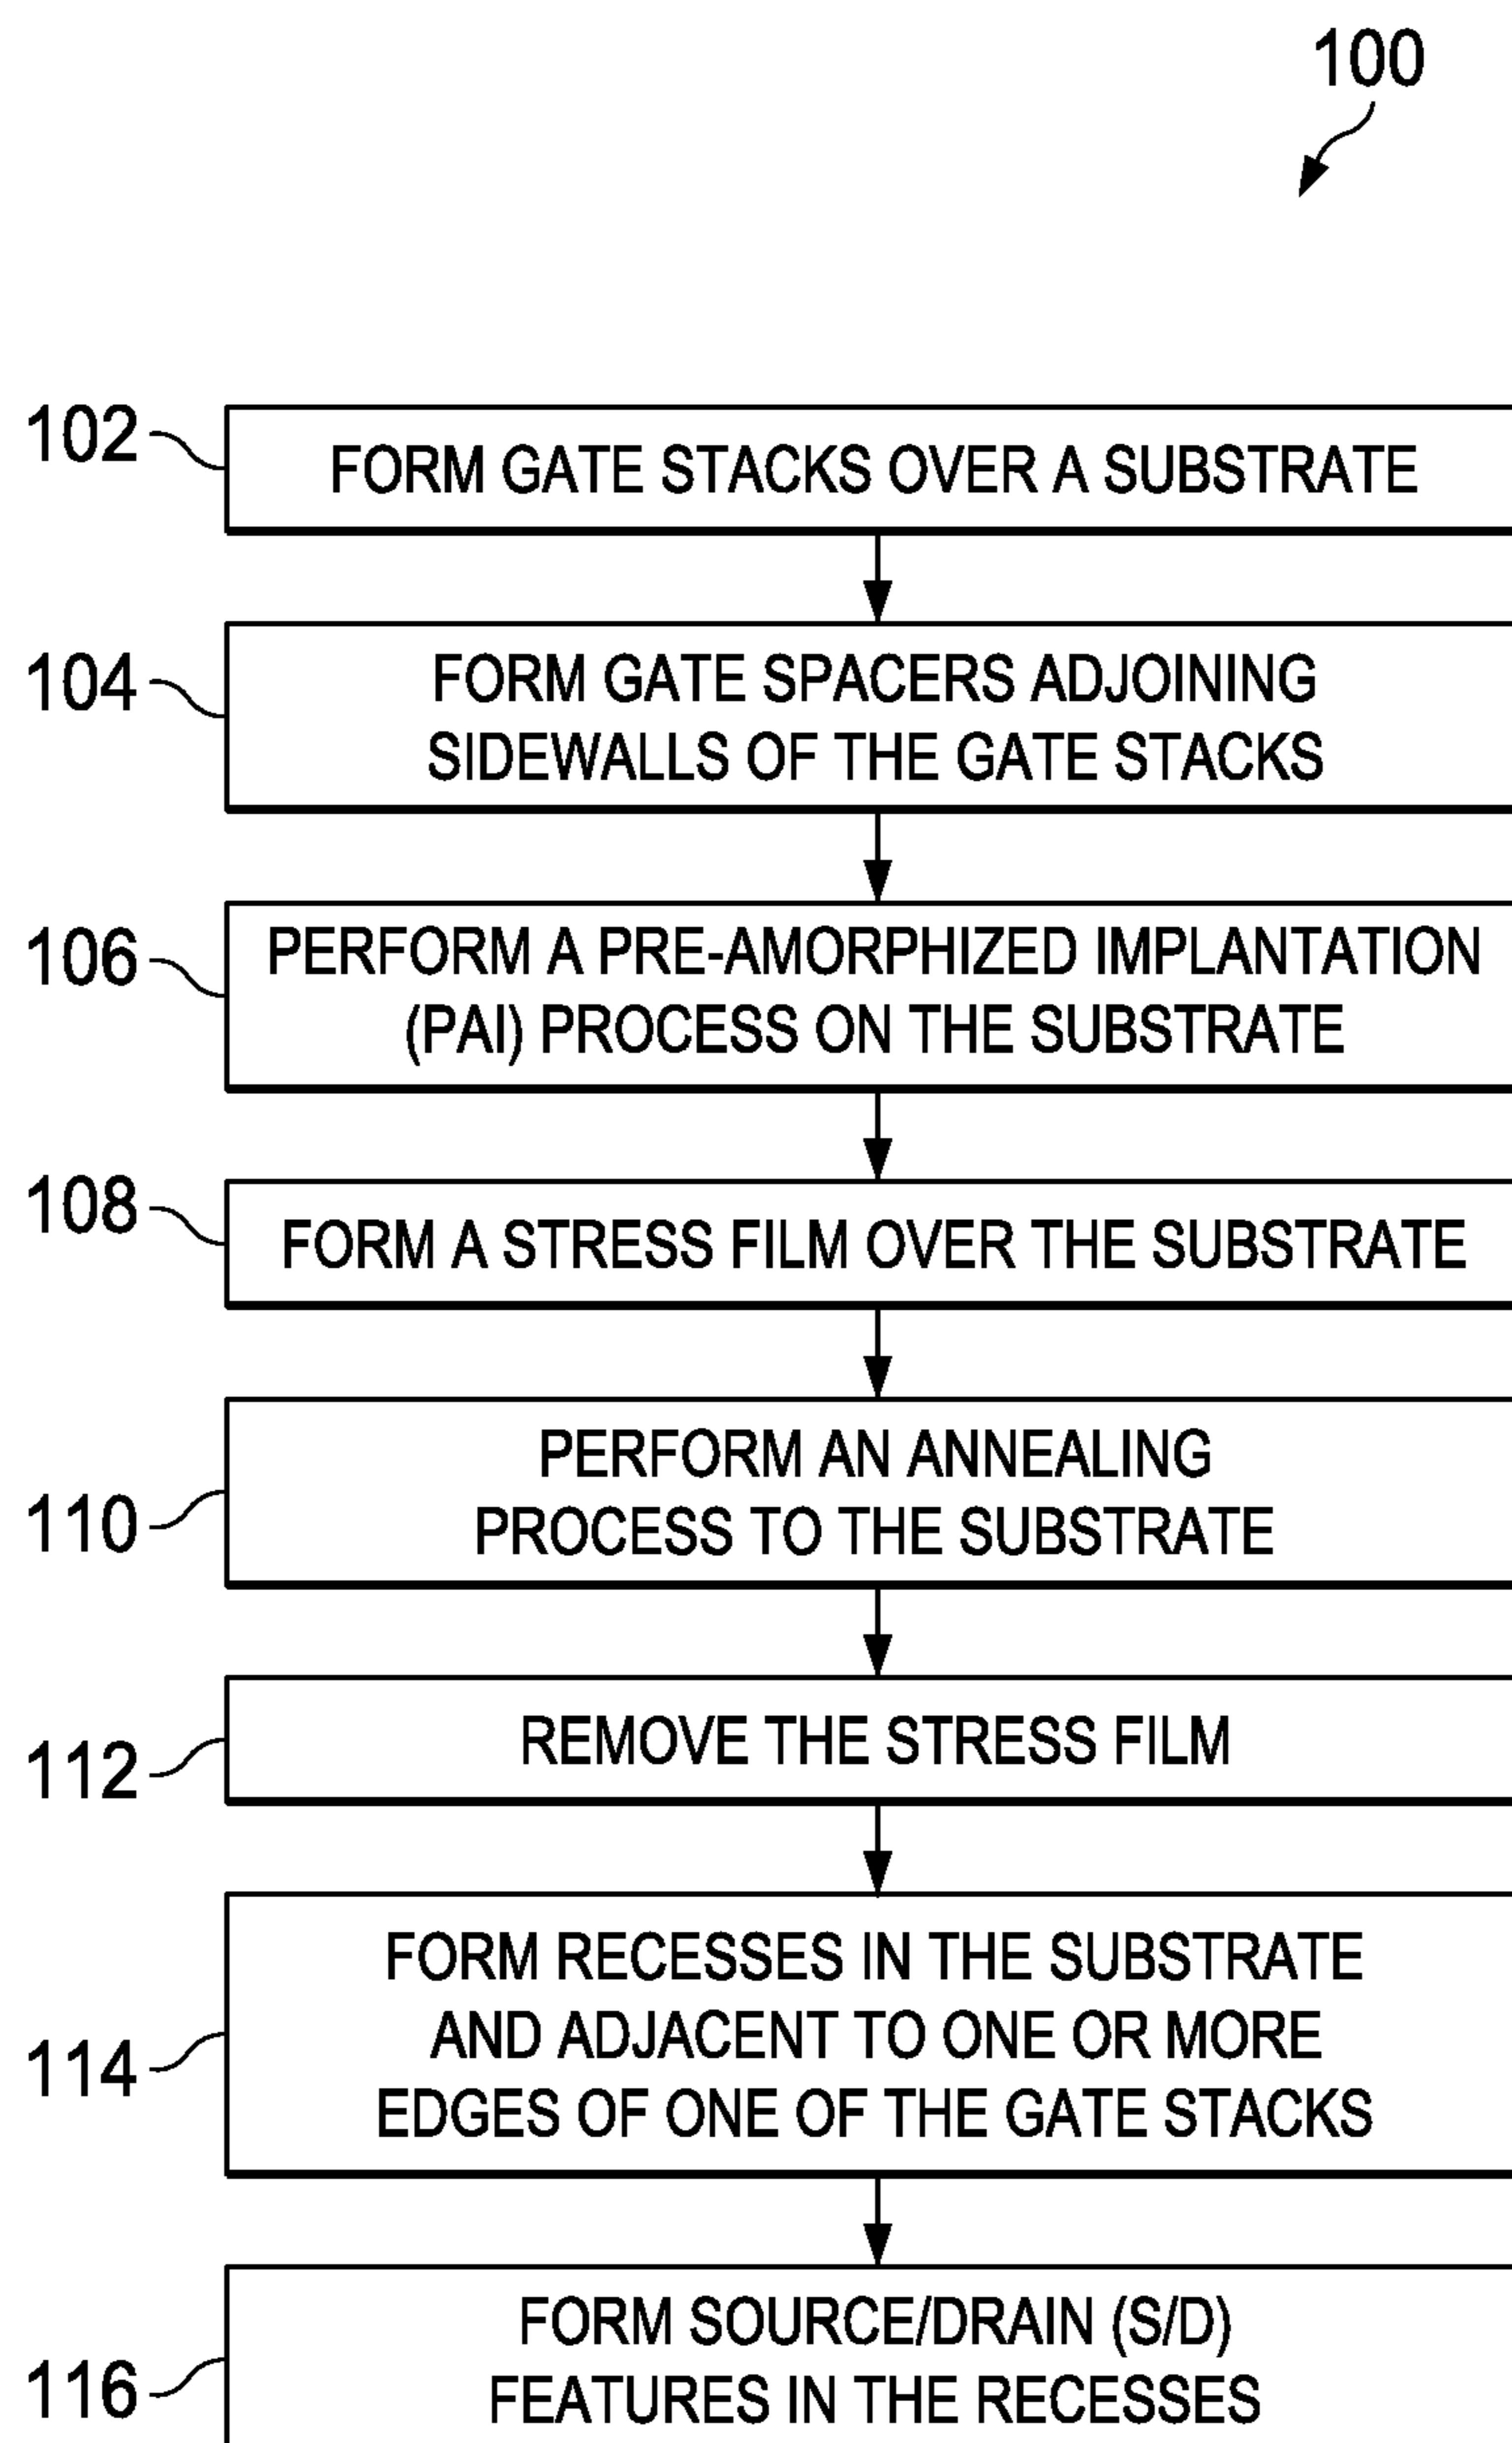 100
102
FORM GATE STACKS OVER A SUBSTRATE
104
FORM GATE SPACERS ADJOINING
SIDEWALLS OF THE GATE STACKS
106
PERFORM A PRE-AMORPHIZED IMPLANTATION
(PAI) PROCESS ON THE SUBSTRATE
108
FORM A STRESS FILM OVER THE SUBSTRATE
110
PERFORM AN ANNEALING
PROCESS TO THE SUBSTRATE
112
REMOVE THE STRESS FILM
114
FORM RECESSES IN THE SUBSTRATE
AND ADJACENT TO ONE OR MORE
EDGES OF ONE OF THE GATE STACKS
116
FORM SOURCE/DRAIN (S/D)
FEATURES IN THE RECESSES